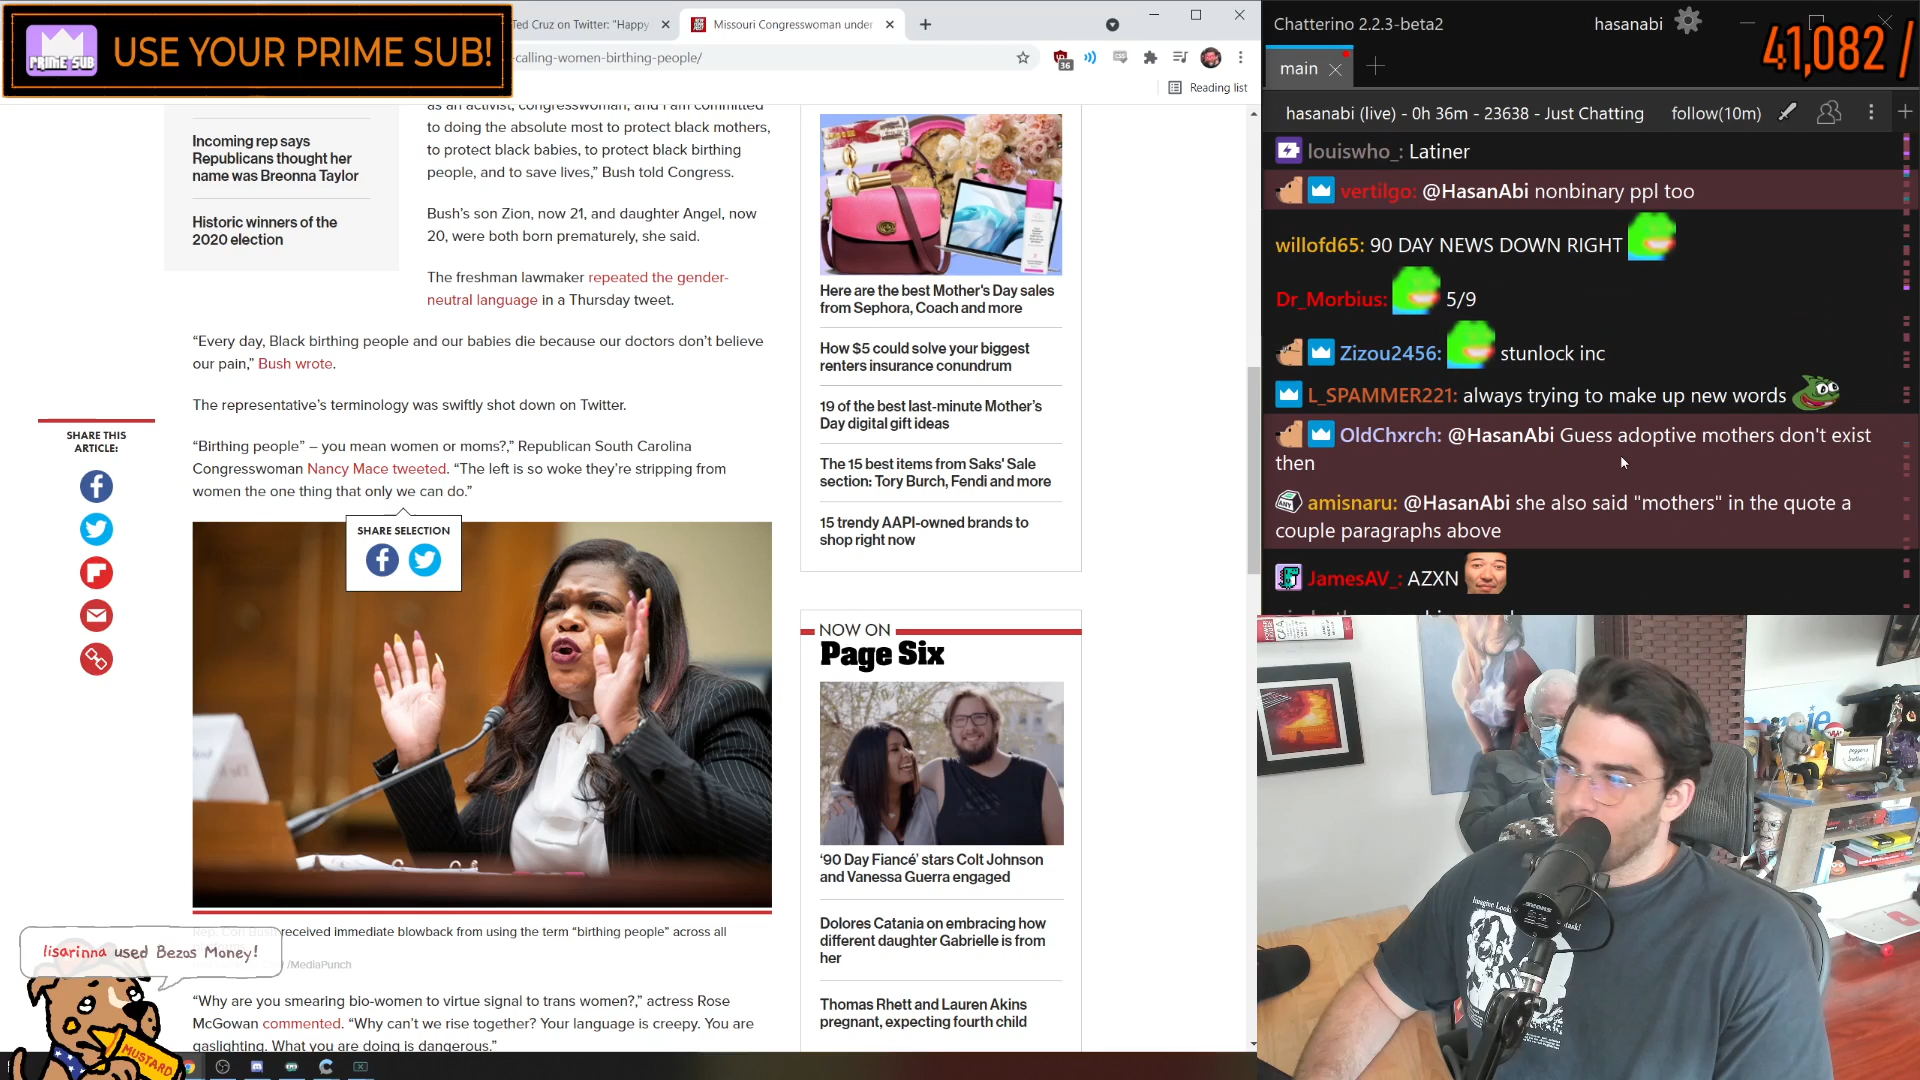 PRIME SUB
USE YOUR PRIME SUB!
Ted Cruz on Twitter: "Happy
Missouri Congresswoman under
-calling-women-birthing-people/
36
Reading list
Incoming rep says
Republicans thought her
name was Breonna Taylor
Historic winners of the
2020 election
as an activist, congresswoman, and I am committed
to doing the absolute most to protect black mothers,
to protect black babies, to protect black birthing
people, and to save lives,” Bush told Congress.
Bush’s son Zion, now 21, and daughter Angel, now
20, were both born prematurely, she said.
The freshman lawmaker repeated the gender-
neutral language in a Thursday tweet.
“Every day, Black birthing people and our babies die because our doctors don’t believe
our pain,” Bush wrote.
The representative’s terminology was swiftly shot down on Twitter.
SHARE THIS
ARTICLE:
“Birthing people” – you mean women or moms?,” Republican South Carolina
Congresswoman Nancy Mace tweeted. “The left is so woke they’re stripping from
women the one thing that only we can do.”
SHARE SELECTION
Rep. Cori Bush received immediate blowback from using the term “birthing people” across all
/MediaPunch
lisarinna used Bezos Money!
MUSTARD
“Why are you smearing bio-women to virtue signal to trans women?,” actress Rose
McGowan commented. “Why can’t we rise together? Your language is creepy. You are
gaslighting. What you are doing is dangerous.”
Here are the best Mother's Day sales
from Sephora, Coach and more
How $5 could solve your biggest
renters insurance conundrum
19 of the best last-minute Mother’s
Day digital gift ideas
The 15 best items from Saks' Sale
section: Tory Burch, Fendi and more
15 trendy AAPI-owned brands to
shop right now
NOW ON
Page Six
‘90 Day Fiancé’ stars Colt Johnson
and Vanessa Guerra engaged
Dolores Catania on embracing how
different daughter Gabrielle is from
her
Thomas Rhett and Lauren Akins
pregnant, expecting fourth child
Chatterino 2.2.3-beta2
hasanabi
41,082 /
main
hasanabi (live) - 0h 36m - 23638 - Just Chatting
follow(10m)
louiswho_: Latiner
vertilgo: @HasanAbi nonbinary ppl too
willofd65: 90 DAY NEWS DOWN RIGHT
Dr_Morbius: 5/9
Zizou2456: stunlock inc
L_SPAMMER221: always trying to make up new words
OldChxrch: @HasanAbi Guess adoptive mothers don't exist
then
amisnaru: @HasanAbi she also said "mothers" in the quote a
couple paragraphs above
JamesAV_: AZXN